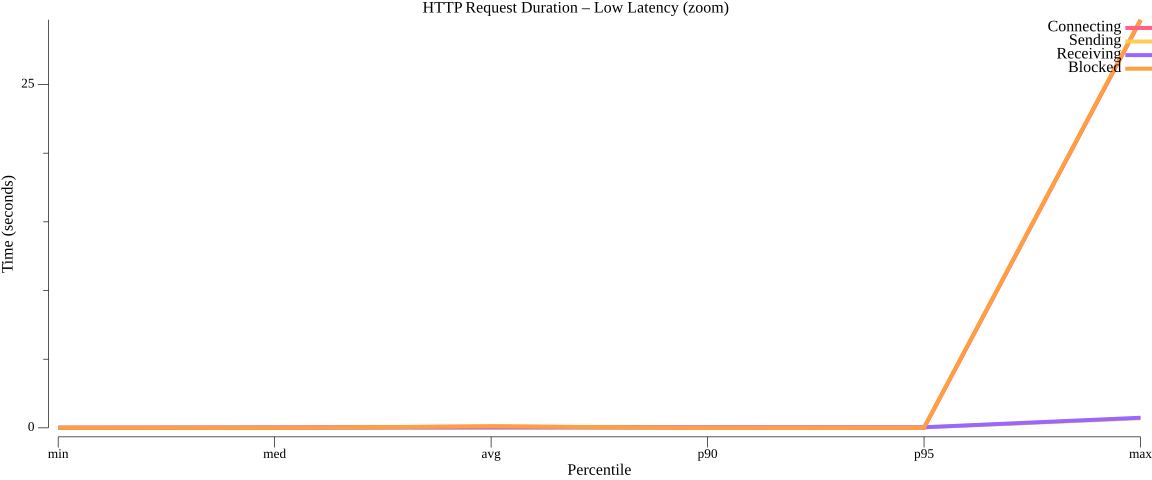 HTTP Request Duration – Low Latency (zoom)
Connecting
Sending
Receiving
Blocked
25
0
Time (seconds)
min med avg p90 p95 max
Percentile